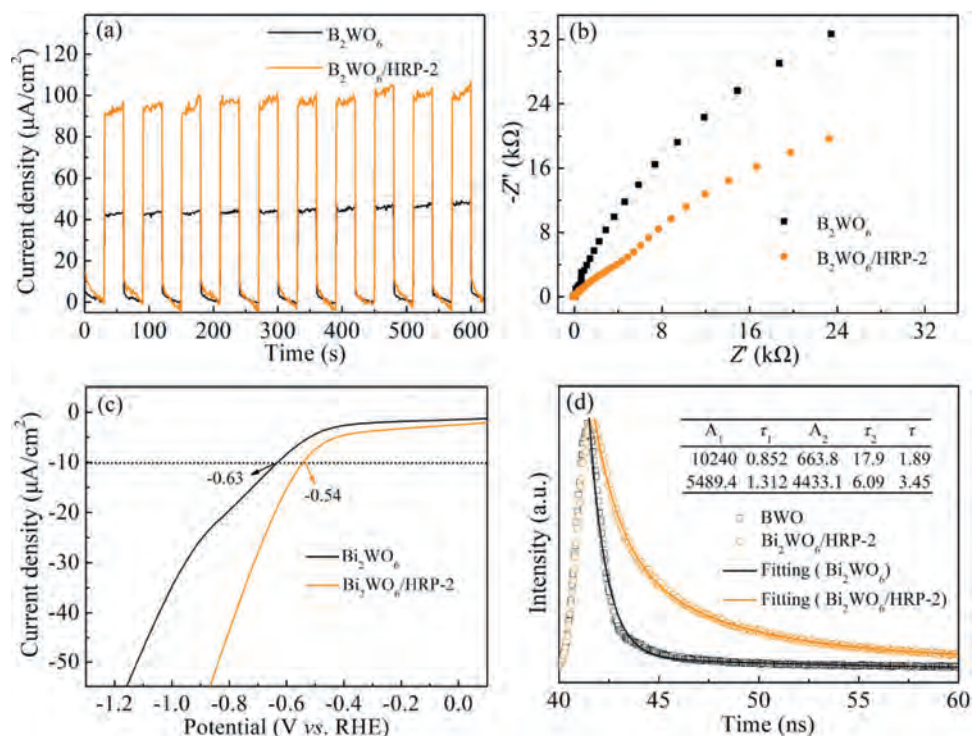 (a)
B₂WO₆
B₂WO₆/HRP-2
Current density (μA/cm²)
120
100
80
60
40
20
0
0 100 200 300 400 500 600
Time (s)
(b)
-Z″ (kΩ)
32
24
16
8
0
B₂WO₆
B₂WO₆/HRP-2
0 8 16 24 32
Z′ (kΩ)
(c)
Current density (μA/cm²)
0
-10
-20
-30
-40
-50
-0.63
-0.54
Bi₂WO₆
Bi₂WO₆/HRP-2
-1.2 -1.0 -0.8 -0.6 -0.4 -0.2 0.0
Potential (V vs. RHE)
(d)
Intensity (a.u.)
A₁ τ₁ A₂ τ₂ τ
10240 0.852 663.8 17.9 1.89
5489.4 1.312 4433.1 6.09 3.45
BWO
Bi₂WO₆/HRP-2
Fitting ( Bi₂WO₆)
Fitting ( Bi₂WO₆/HRP-2)
40 45 50 55 60
Time (ns)